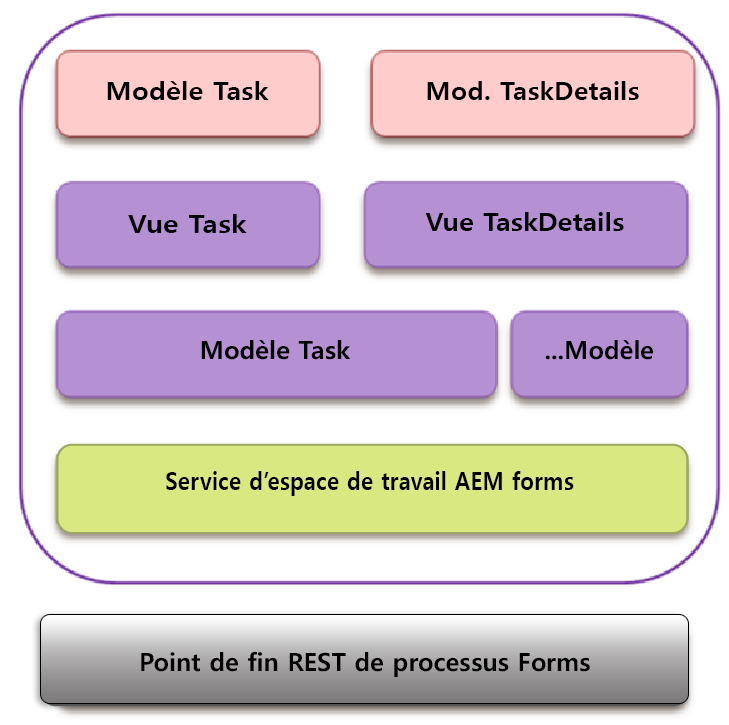 Modèle Task
Mod. TaskDetails
Vue Task
Vue TaskDetails
Modèle Task
...Modèle
Service d’espace de travail AEM forms
Point de fin REST de processus Forms